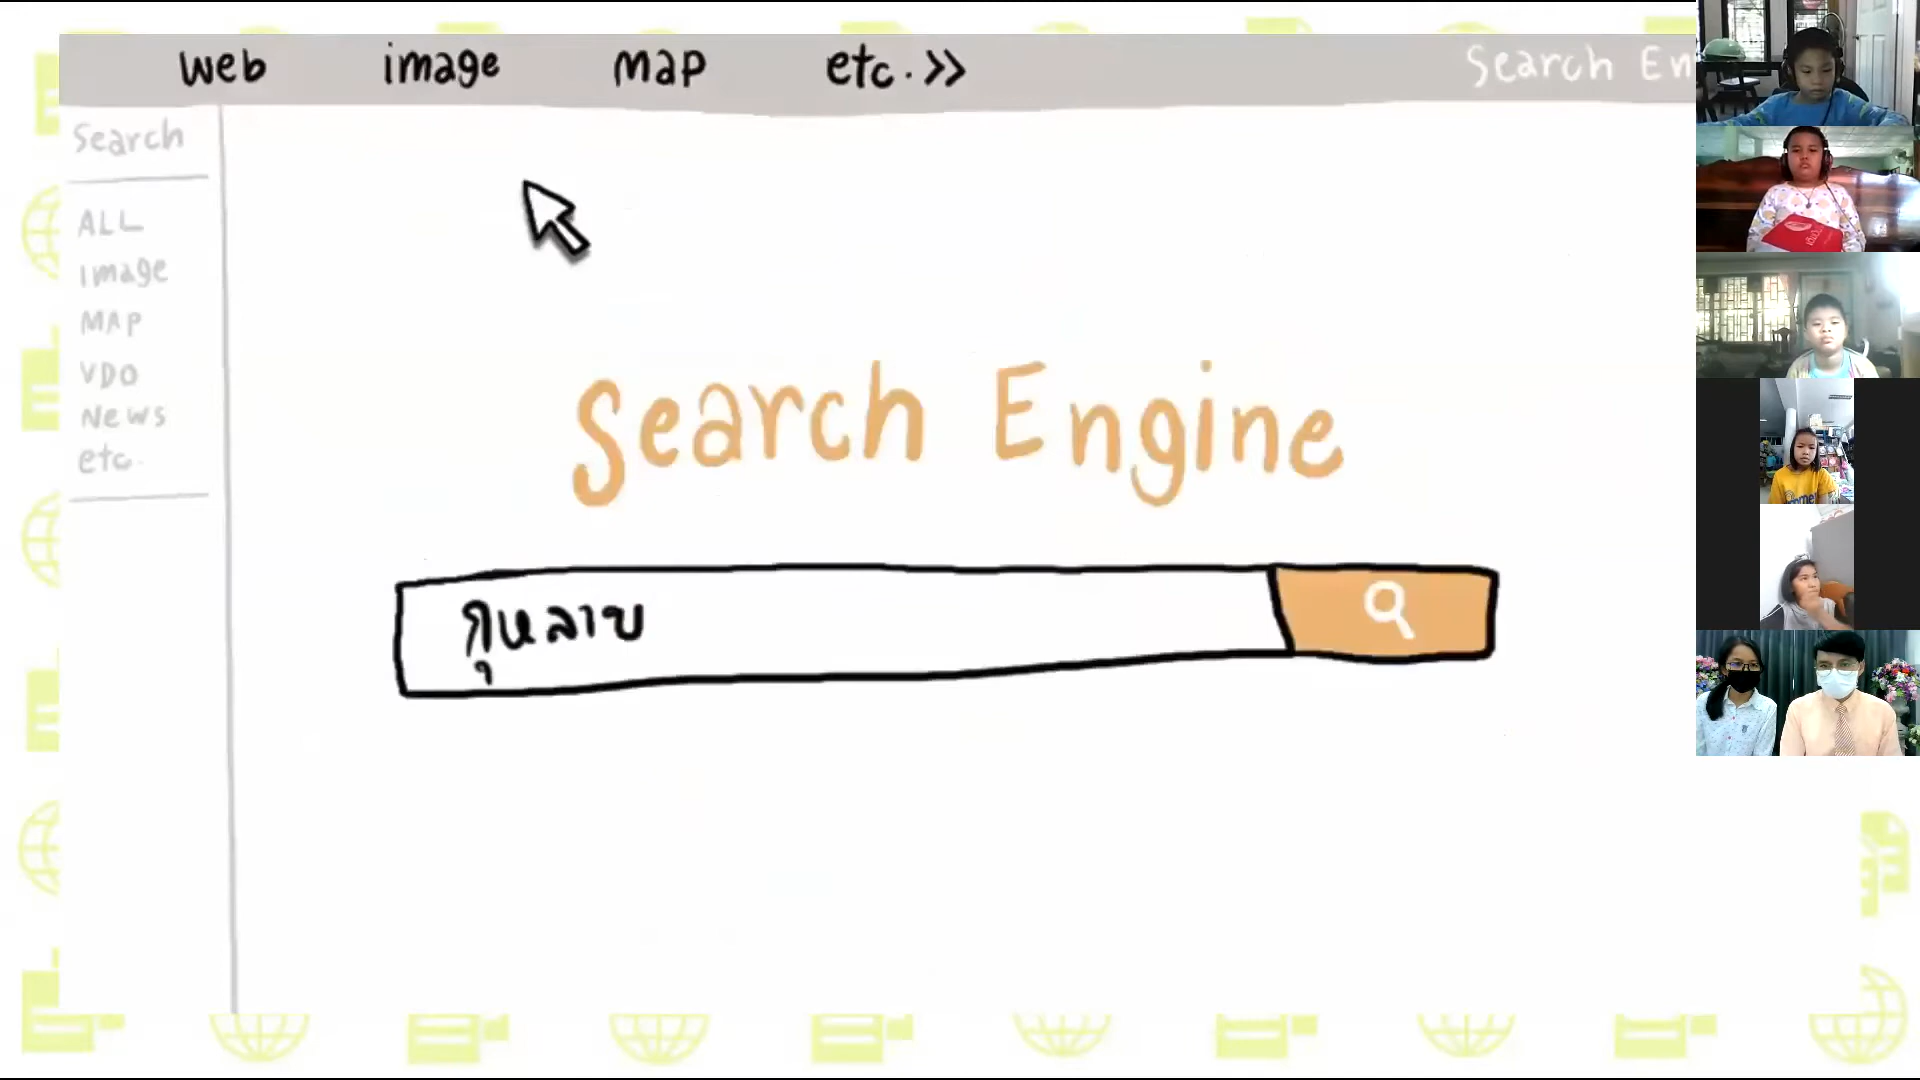 web image map etc. >>
Search En
Search
ALL
image
MAP
VDO
News
etc.
Search Engine
กุหลาบ